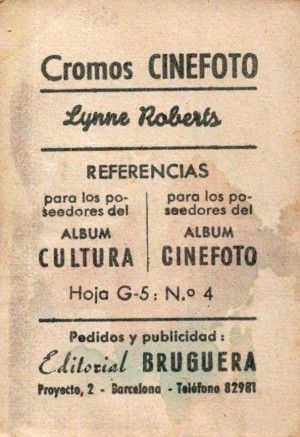 Cromos CINEFOTO
Lynne Roberts
REFERENCIAS
para los po-
seedores del
ALBUM
CULTURA
para los po-
seedores del
ALBUM
CINEFOTO
Hoja G-5: N.º 4
Pedidos y publicidad:
Editorial BRUGUERA
Proyecto, 2 - Barcelona - Teléfono 82981